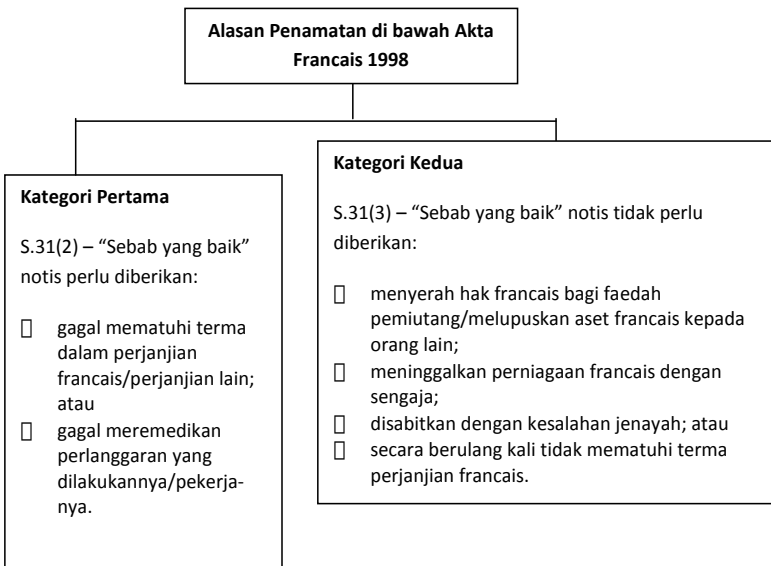 Alasan Penamatan di bawah Akta
Francais 1998
Kategori Pertama
S.31(2) – “Sebab yang baik”
notis perlu diberikan:
gagal mematuhi terma
dalam perjanjian
francais/perjanjian lain;
atau
gagal meremedikan
perlanggaran yang
dilakukannya/pekerja-
nya.
Kategori Kedua
S.31(3) – “Sebab yang baik” notis tidak perlu
diberikan:
menyerah hak francais bagi faedah
pemiutang/melupuskan aset francais kepada
orang lain;
meninggalkan perniagaan francais dengan
sengaja;
disabitkan dengan kesalahan jenayah; atau
secara berulang kali tidak mematuhi terma
perjanjian francais.